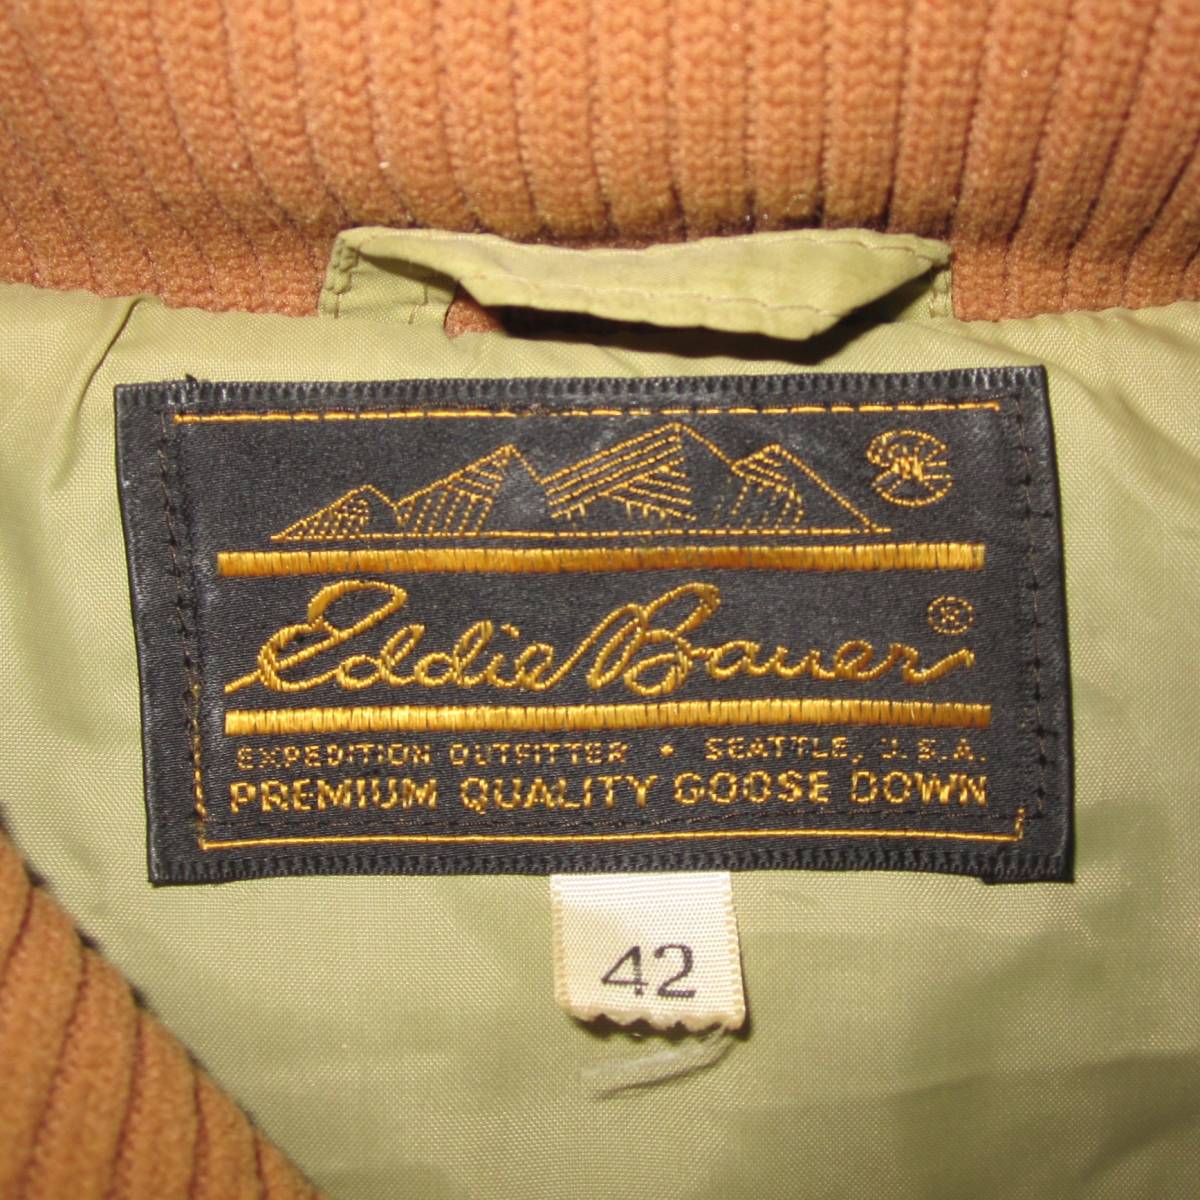 Eddie Bauer ®
EXPEDITION OUTFITTER • SEATTLE, U.S.A.
PREMIUM QUALITY GOOSE DOWN
42